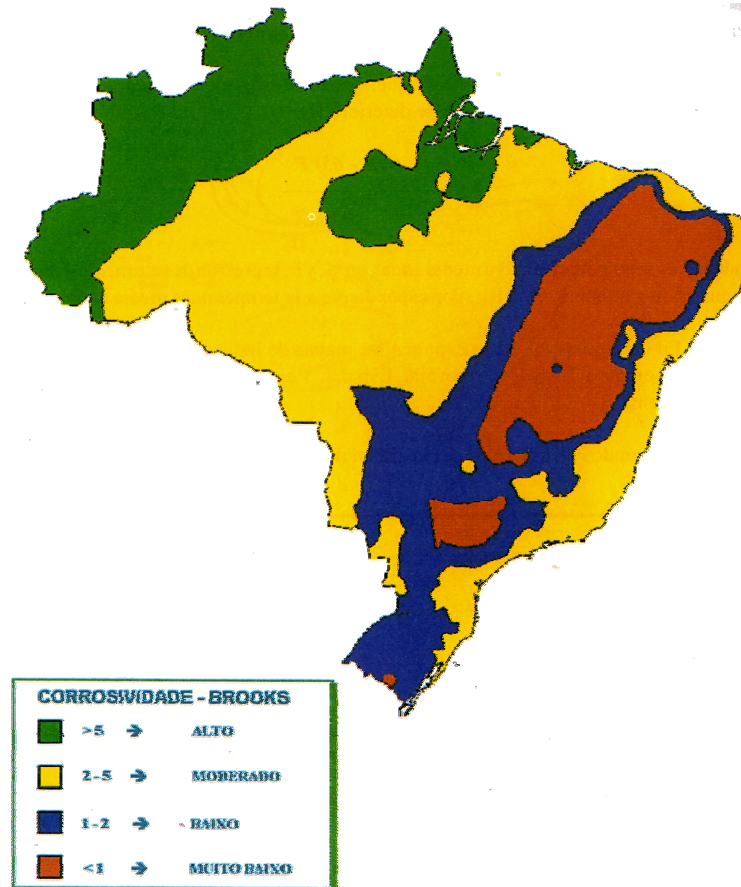 CORROSIVIDADE - BROOKS
>5 → ALTO
2-5 → MODERADO
1-2 → BAIXO
<1 → MUITO BAIXO